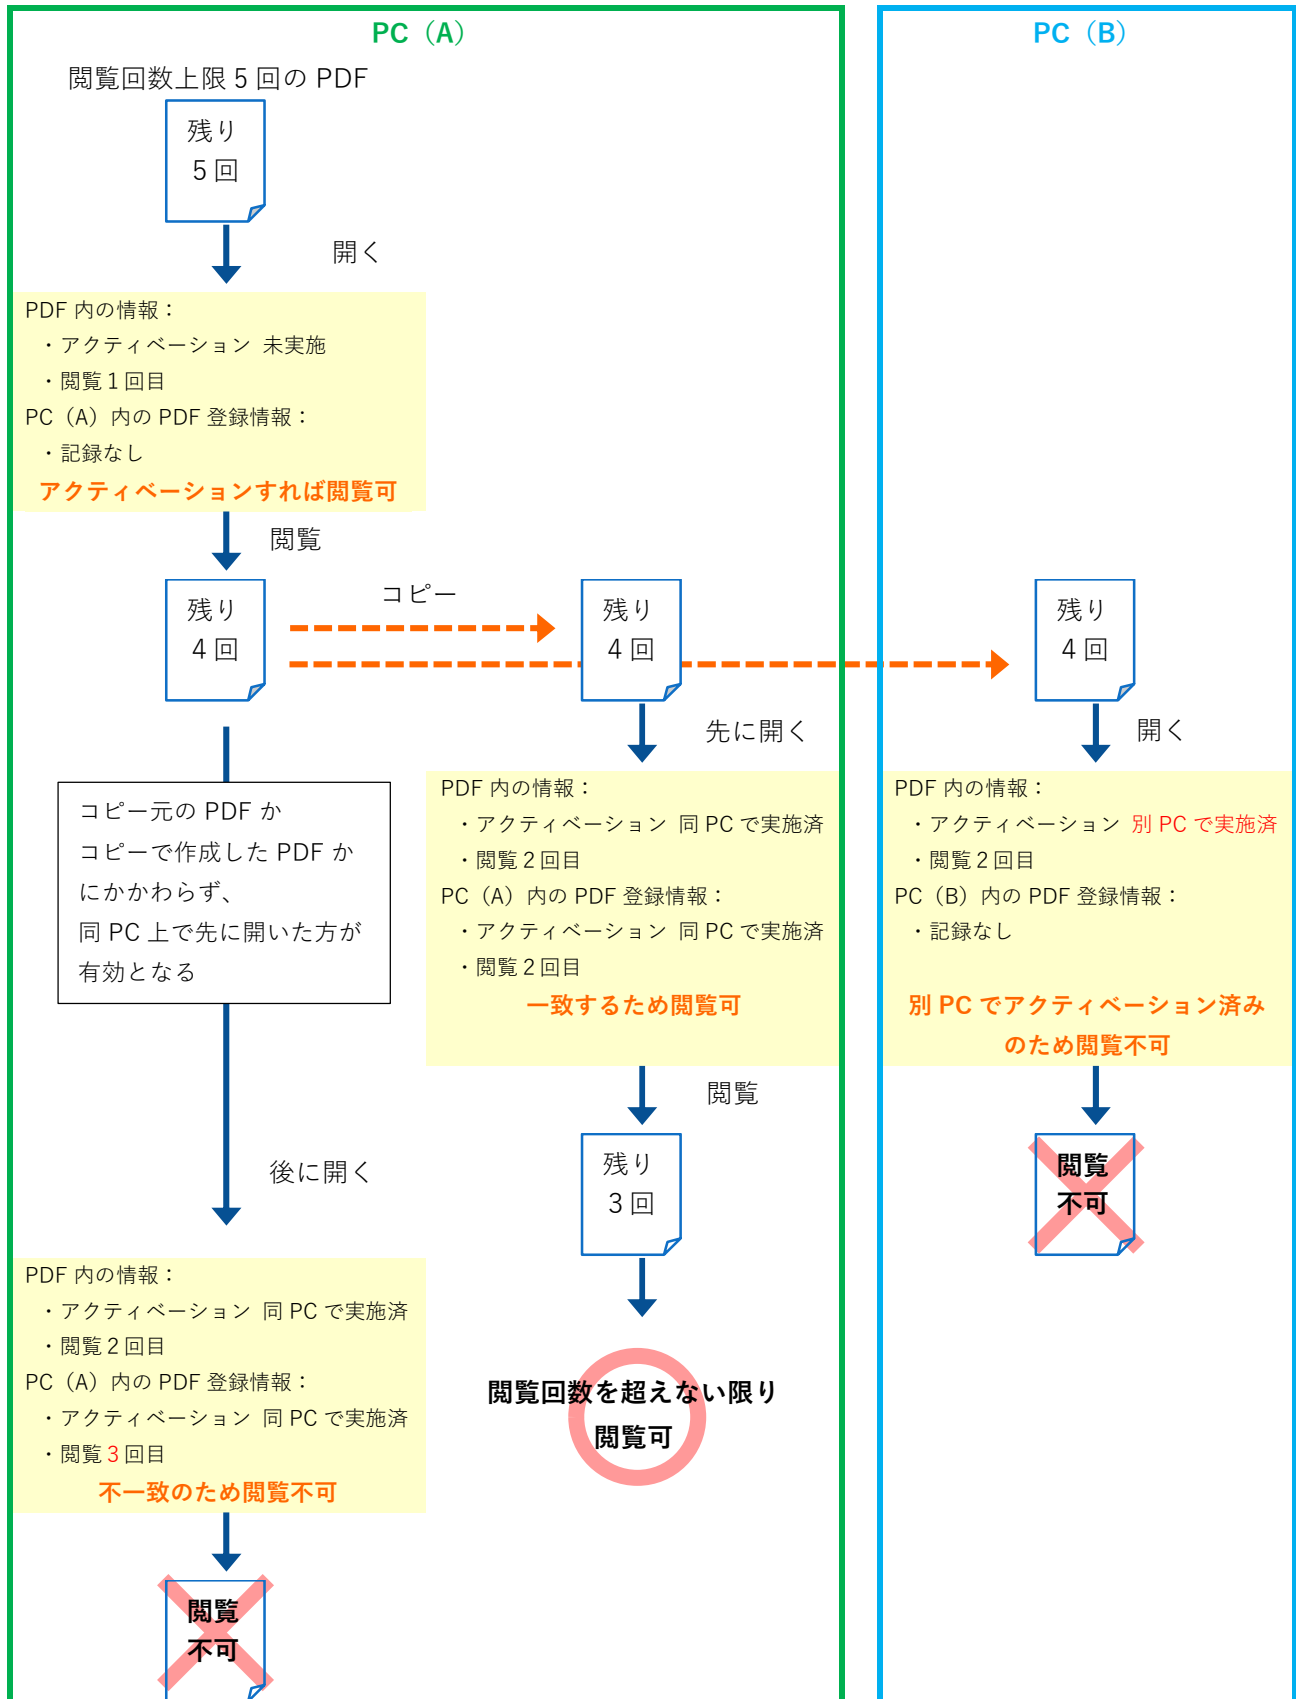 PC（A）
閲覧回数上限 5 回の PDF
残り
5 回
開く
PDF 内の情報：
・アクティベーション 未実施
・閲覧 1 回目
PC（A）内の PDF 登録情報：
・記録なし
アクティベーションすれば閲覧可
閲覧
残り
4 回
コピー
残り
4 回
先に開く
コピー元の PDF か
コピーで作成した PDF か
にかかわらず、
同 PC 上で先に開いた方が
有効となる
PDF 内の情報：
・アクティベーション 同 PC で実施済
・閲覧 2 回目
PC（A）内の PDF 登録情報：
・アクティベーション 同 PC で実施済
・閲覧 2 回目
一致するため閲覧可
閲覧
残り
3 回
閲覧回数を超えない限り
閲覧可
後に開く
PDF 内の情報：
・アクティベーション 同 PC で実施済
・閲覧 2 回目
PC（A）内の PDF 登録情報：
・アクティベーション 同 PC で実施済
・閲覧 3 回目
不一致のため閲覧不可
閲覧
不可
PC（B）
残り
4 回
開く
PDF 内の情報：
・アクティベーション 別 PC で実施済
・閲覧 2 回目
PC（B）内の PDF 登録情報：
・記録なし
別 PC でアクティベーション済み
のため閲覧不可
閲覧
不可